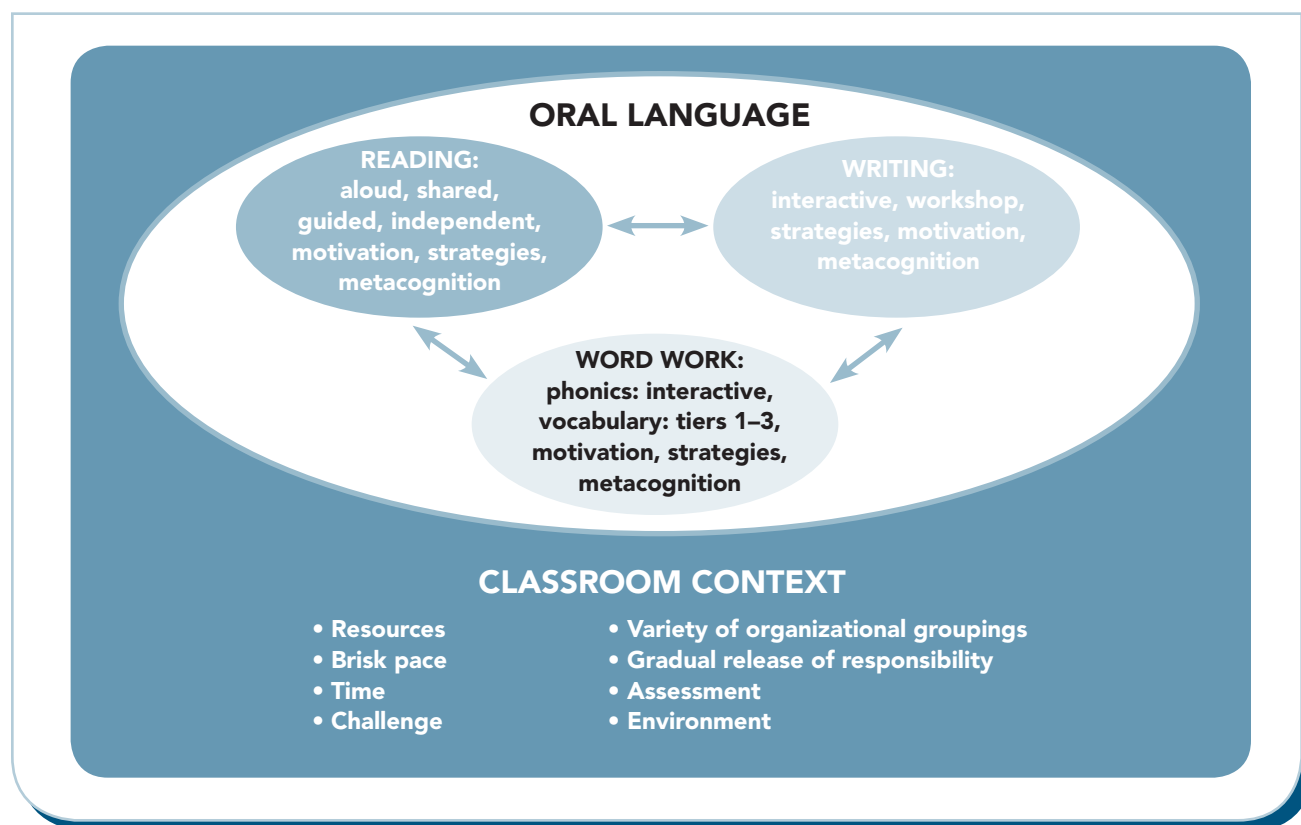 ORAL LANGUAGE
READING:
aloud, shared,
guided, independent,
motivation, strategies,
metacognition
WRITING:
interactive, workshop,
strategies, motivation,
metacognition
WORD WORK:
phonics: interactive,
vocabulary: tiers 1–3,
motivation, strategies,
metacognition
CLASSROOM CONTEXT
• Resources
• Brisk pace
• Time
• Challenge
• Variety of organizational groupings
• Gradual release of responsibility
• Assessment
• Environment